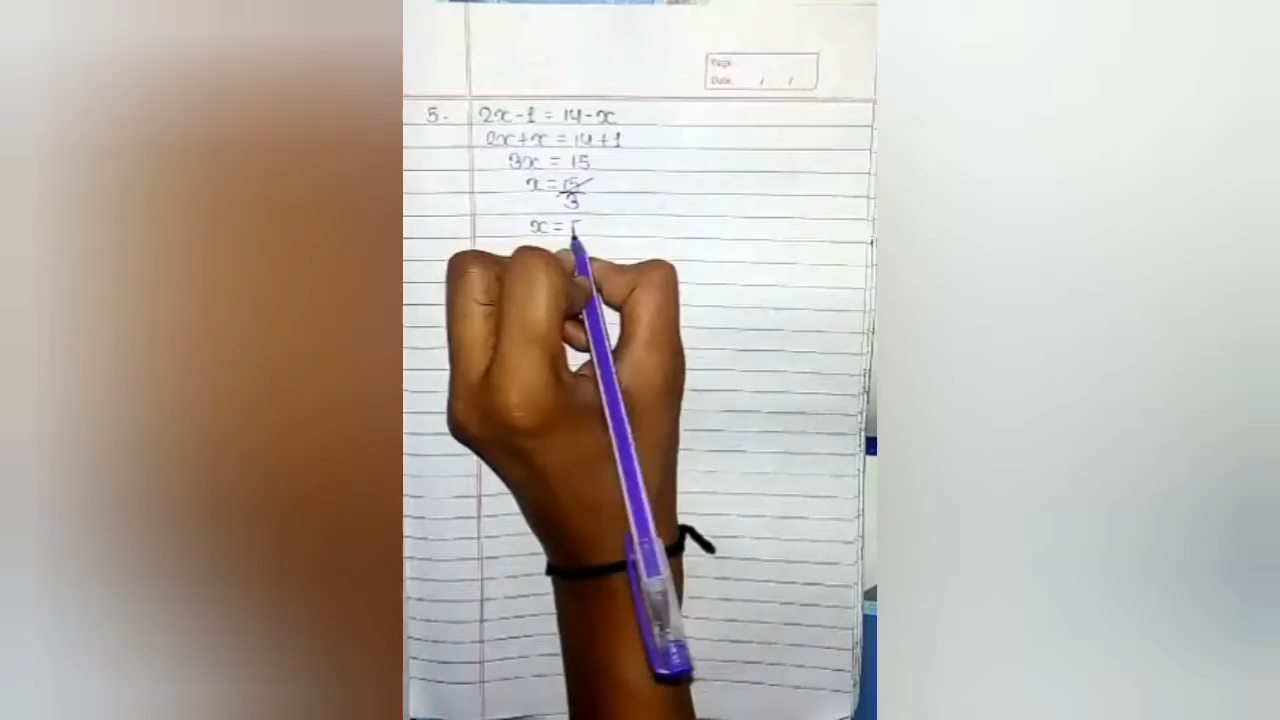 Page
Date / /
5. 2x-1 = 14-x
2x+x = 14+1
3x = 15
x = 15/3
x = 5